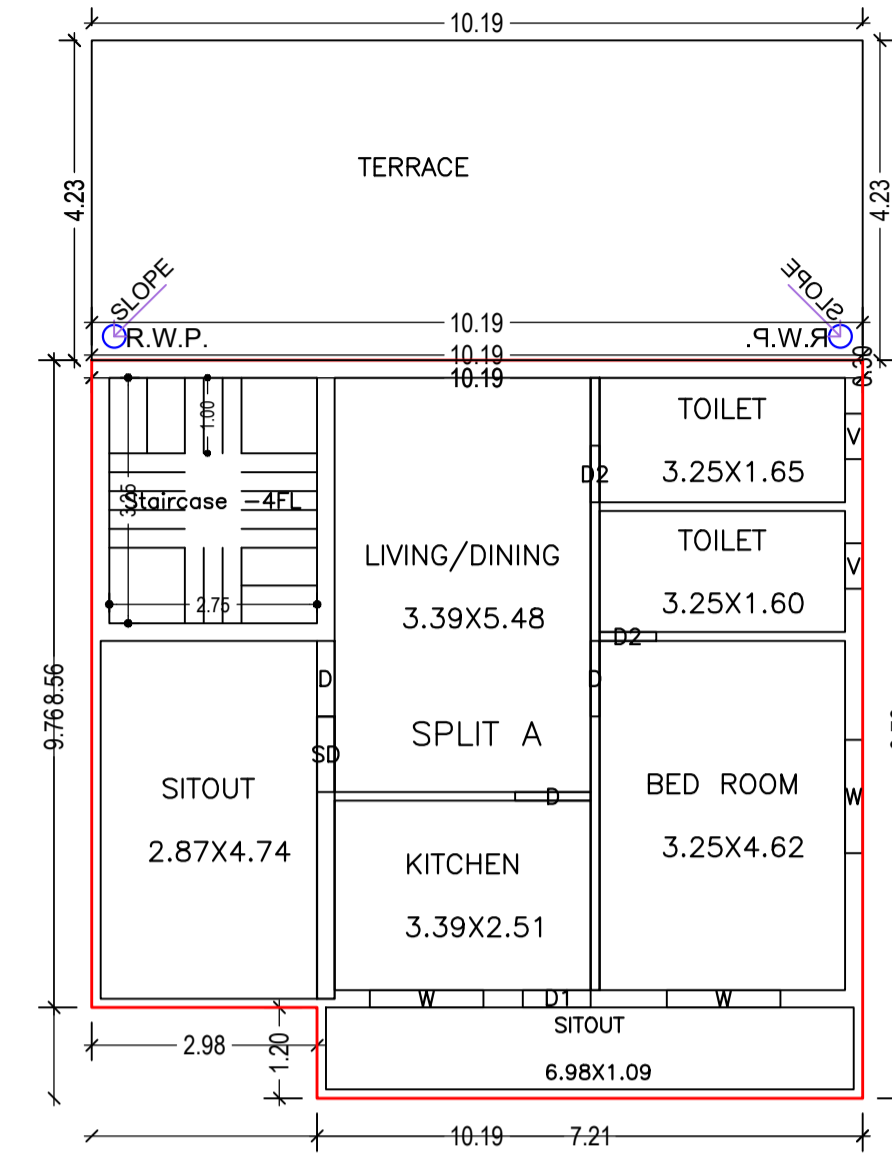 10.19
4.23
4.23
TERRACE
SLOPE
SLOPE
R.W.P.
R.W.P.
10.19
10.19
10.19
1.00
TOILET
3.25X1.65
V
D2
3.25
Staircase -4FL
LIVING/DINING
3.39X5.48
TOILET
3.25X1.60
V
2.75
D2
D
D
9.76
8.56
SPLIT A
SD
SITOUT
2.87X4.74
BED ROOM
3.25X4.62
W
D
KITCHEN
3.39X2.51
W
D1
W
SITOUT
6.98X1.09
2.98
1.20
10.19
7.21